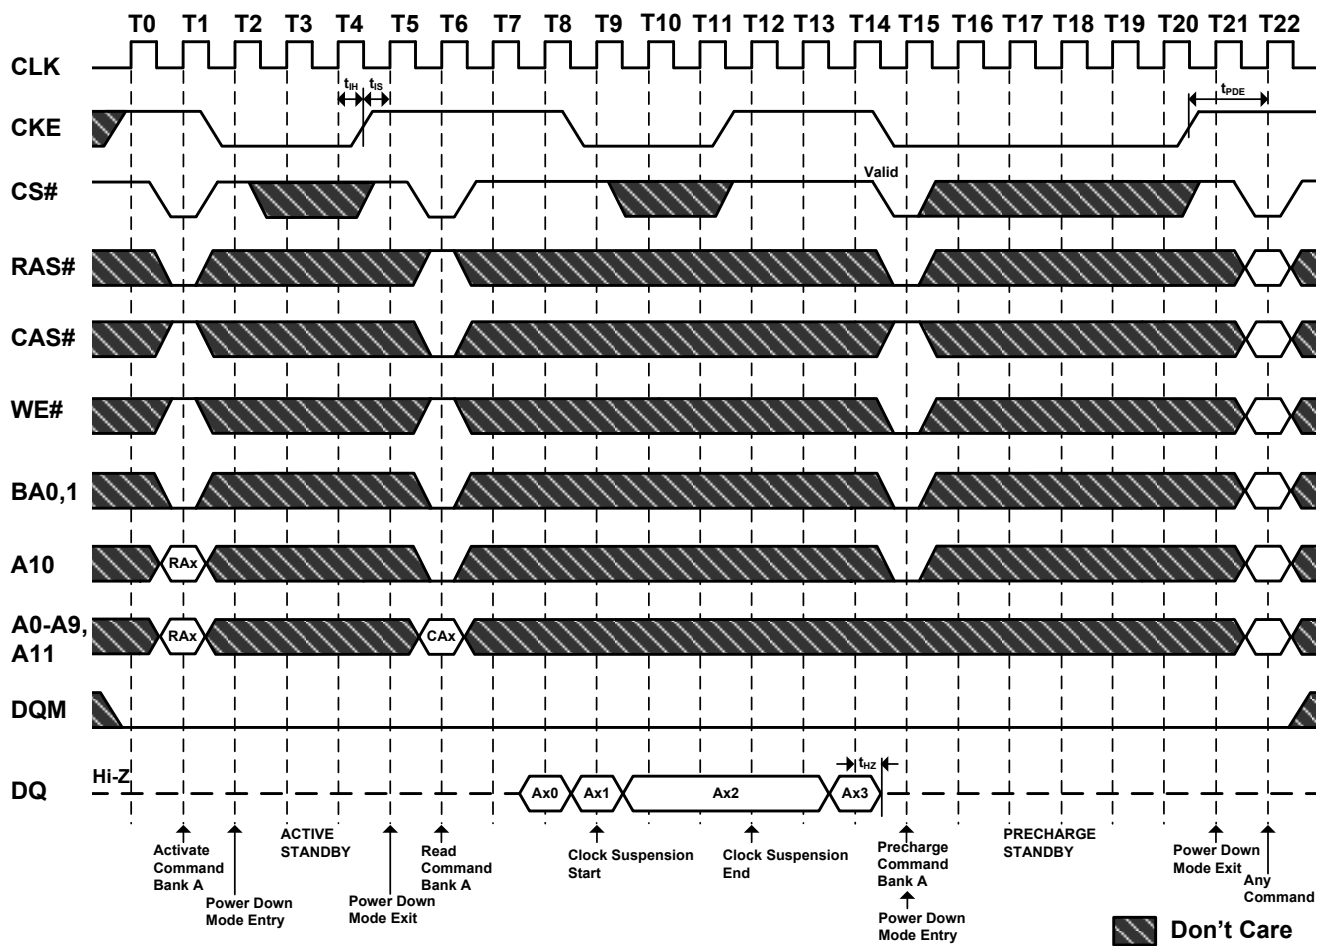 T0 T1 T2 T3 T4 T5 T6 T7 T8 T9 T10 T11 T12 T13 T14 T15 T16 T17 T18 T19 T20 T21 T22
CLK
tIH tIS tPDE
CKE
Valid
CS#
RAS#
CAS#
WE#
BA0,1
A10 RAx
A0-A9,
A11
RAx CAx
DQM
Hi-Z
tHZ
DQ
Ax0 Ax1 Ax2 Ax3
Activate
Command
Bank A
Power Down
Mode Entry
ACTIVE
STANDBY
Power Down
Mode Exit
Read
Command
Bank A
Clock Suspension
Start
Clock Suspension
End
Precharge
Command
Bank A
Power Down
Mode Entry
PRECHARGE
STANDBY
Power Down
Mode Exit
Any
Command
Don't Care